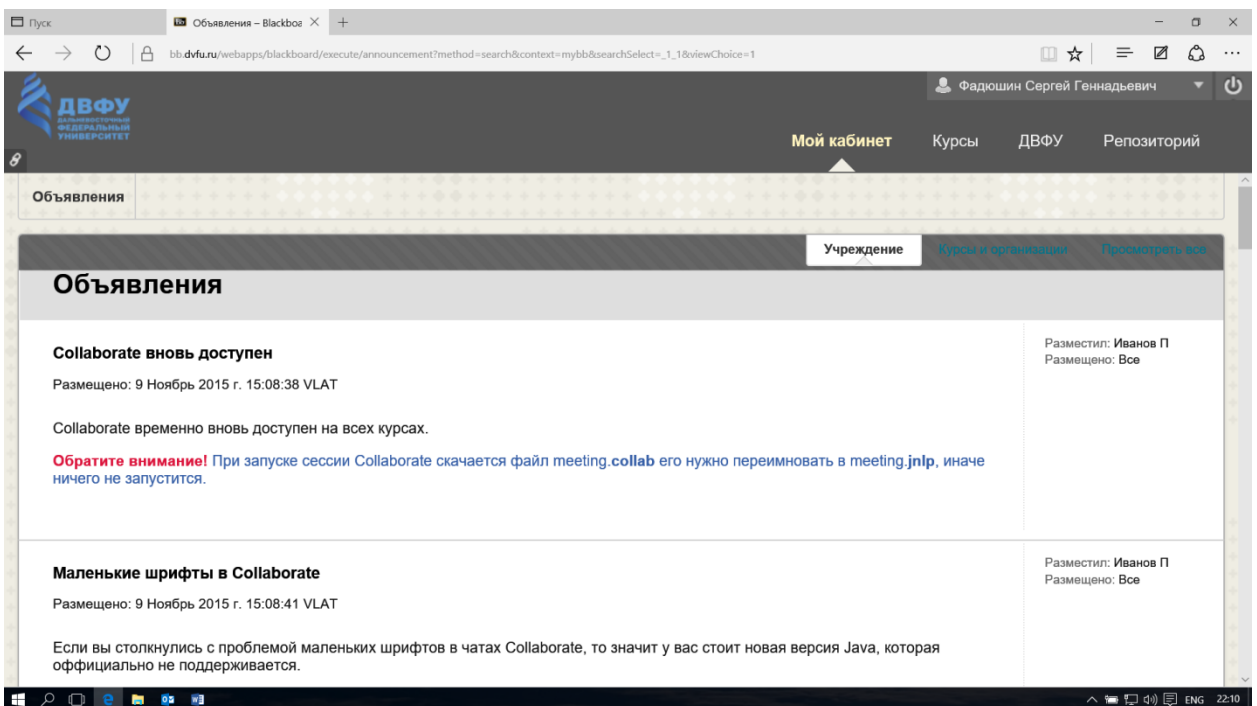 Пуск
Объявления – Blackboa
bb.dvfu.ru/webapps/blackboard/execute/announcement?method=search&context=mybb&searchSelect=_1_1&viewChoice=1
Фадюшин Сергей Геннадьевич
ДВФУ
ДАЛЬНЕВОСТОЧНЫЙ
ФЕДЕРАЛЬНЫЙ
УНИВЕРСИТЕТ
Мой кабинет Курсы ДВФУ Репозиторий
Объявления
Учреждение Курсы и организации Просмотреть все
Объявления
Collaborate вновь доступен
Размещено: 9 Ноябрь 2015 г. 15:08:38 VLAT
Collaborate временно вновь доступен на всех курсах.
Обратите внимание! При запуске сессии Collaborate скачается файл meeting.collab его нужно переимновать в meeting.jnlp, иначе
ничего не запустится.
Разместил: Иванов П
Размещено: Все
Маленькие шрифты в Collaborate
Размещено: 9 Ноябрь 2015 г. 15:08:41 VLAT
Если вы столкнулись с проблемой маленьких шрифтов в чатах Collaborate, то значит у вас стоит новая версия Java, которая
оффициально не поддерживается.
Разместил: Иванов П
Размещено: Все
ENG 22:10